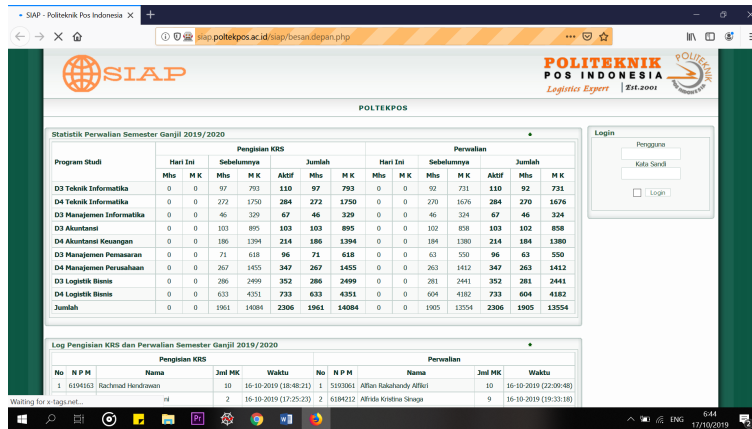 SIAP - Politeknik Pos Indonesia
siap.poltekpos.ac.id/siap/besan.depan.php
SIAP
POLITEKNIK
POS INDONESIA
Logistics Expert | Est.2001
POLTEKPOS
Statistik Perwalian Semester Ganjil 2019/2020
Program Studi Pengisian KRS Perwalian
Hari Ini Sebelumnya Jumlah Hari Ini Sebelumnya Jumlah
Mhs M K Mhs M K Aktif Mhs M K Mhs M K Mhs M K Aktif Mhs M K
D3 Teknik Informatika 0 0 97 793 110 97 793 0 0 92 731 110 92 731
D4 Teknik Informatika 0 0 272 1750 284 272 1750 0 0 270 1676 284 270 1676
D3 Manajemen Informatika 0 0 46 329 67 46 329 0 0 46 324 67 46 324
D3 Akuntansi 0 0 103 895 103 103 895 0 0 102 858 103 102 858
D4 Akuntansi Keuangan 0 0 186 1394 214 186 1394 0 0 184 1380 214 184 1380
D3 Manajemen Pemasaran 0 0 71 618 96 71 618 0 0 63 550 96 63 550
D4 Manajemen Perusahaan 0 0 267 1455 347 267 1455 0 0 263 1412 347 263 1412
D3 Logistik Bisnis 0 0 286 2499 352 286 2499 0 0 281 2441 352 281 2441
D4 Logistik Bisnis 0 0 633 4351 733 633 4351 0 0 604 4182 733 604 4182
Jumlah 0 0 1961 14084 2306 1961 14084 0 0 1905 13554 2306 1905 13554
Login
Pengguna
Kata Sandi
Login
Log Pengisian KRS dan Perwalian Semester Ganjil 2019/2020
Pengisian KRS Perwalian
No N P M Nama Jml MK Waktu No N P M Nama Jml MK Waktu
1 6194163 Rachmad Hendrawan 10 16-10-2019 (18:48:21) 1 5193061 Alfian Rakahandy Alfikri 10 16-10-2019 (22:09:48)
ni 2 16-10-2019 (17:25:23) 2 6184212 Alfrida Kristina Sinaga 9 16-10-2019 (19:33:18)
Waiting for x-tags.net...
ENG
6:44
17/10/2019